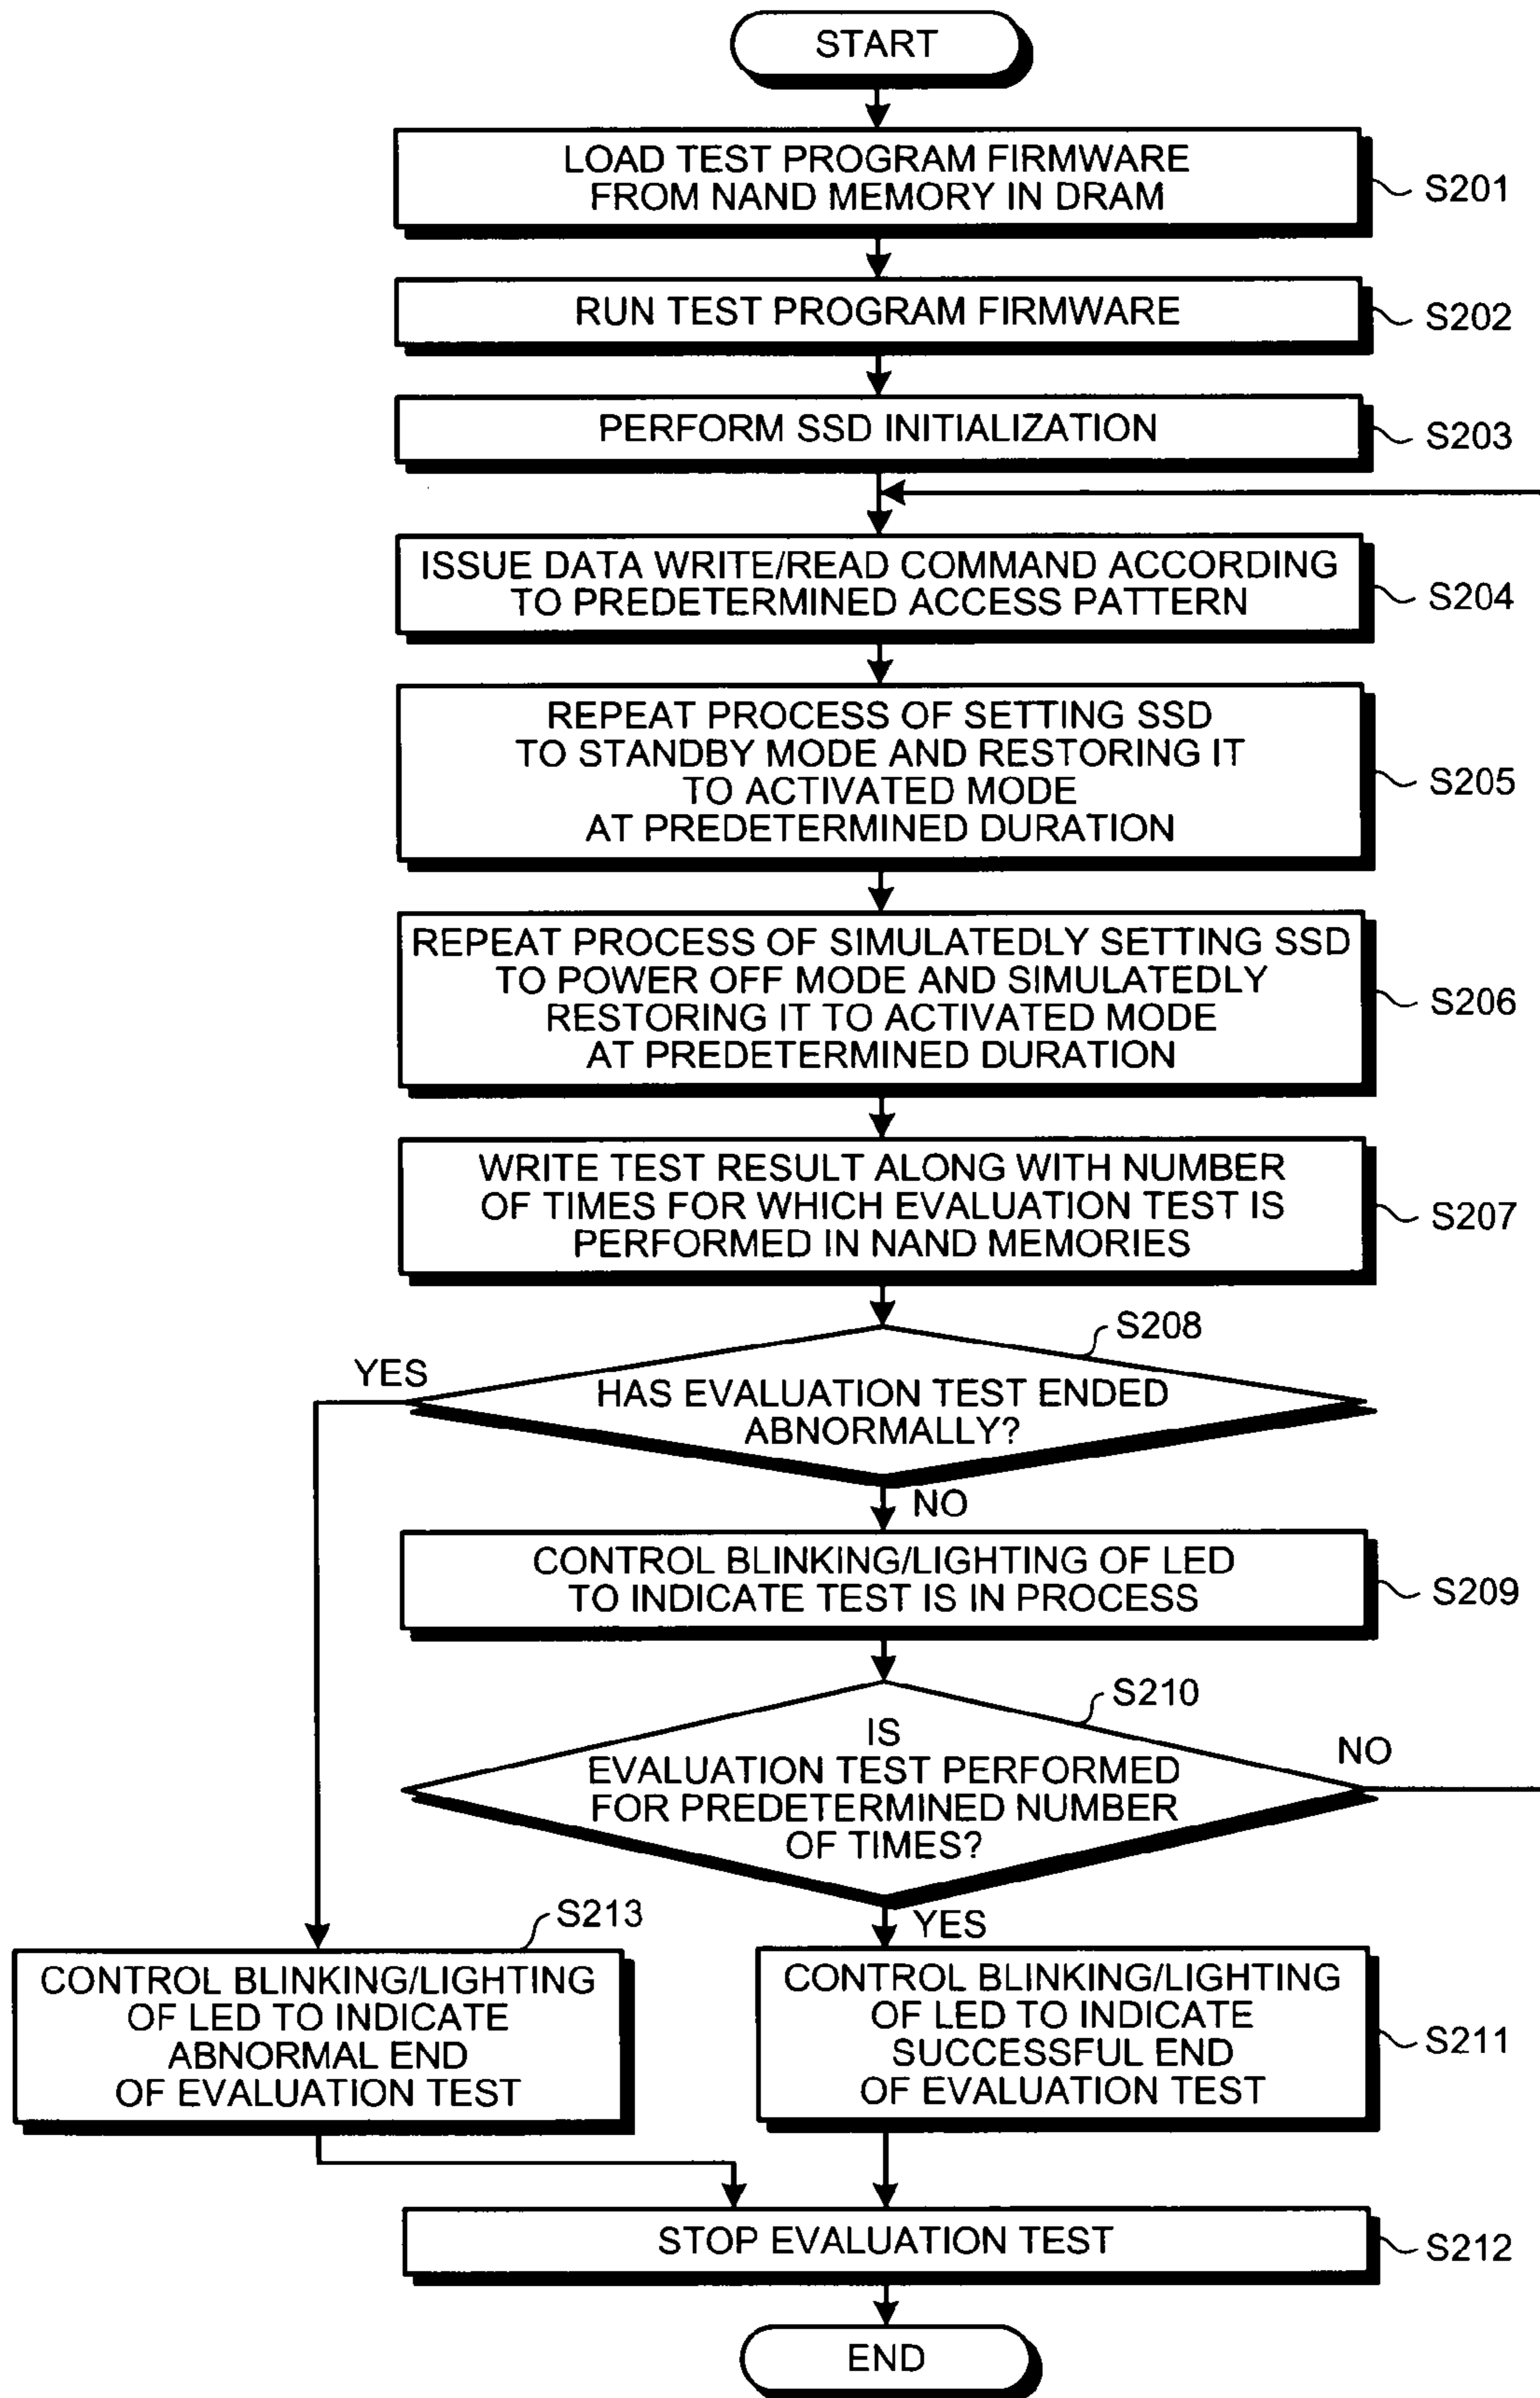 START
LOAD TEST PROGRAM FIRMWARE
FROM NAND MEMORY IN DRAM
S201
RUN TEST PROGRAM FIRMWARE
S202
PERFORM SSD INITIALIZATION
S203
ISSUE DATA WRITE/READ COMMAND ACCORDING
TO PREDETERMINED ACCESS PATTERN
S204
REPEAT PROCESS OF SETTING SSD
TO STANDBY MODE AND RESTORING IT
TO ACTIVATED MODE
AT PREDETERMINED DURATION
S205
REPEAT PROCESS OF SIMULATEDLY SETTING SSD
TO POWER OFF MODE AND SIMULATEDLY
RESTORING IT TO ACTIVATED MODE
AT PREDETERMINED DURATION
S206
WRITE TEST RESULT ALONG WITH NUMBER
OF TIMES FOR WHICH EVALUATION TEST IS
PERFORMED IN NAND MEMORIES
S207
S208
YES
HAS EVALUATION TEST ENDED
ABNORMALLY?
NO
CONTROL BLINKING/LIGHTING OF LED
TO INDICATE TEST IS IN PROCESS
S209
S210
IS
EVALUATION TEST PERFORMED
FOR PREDETERMINED NUMBER
OF TIMES?
NO
YES
S213
CONTROL BLINKING/LIGHTING
OF LED TO INDICATE
ABNORMAL END
OF EVALUATION TEST
CONTROL BLINKING/LIGHTING
OF LED TO INDICATE
SUCCESSFUL END
OF EVALUATION TEST
S211
STOP EVALUATION TEST
S212
END